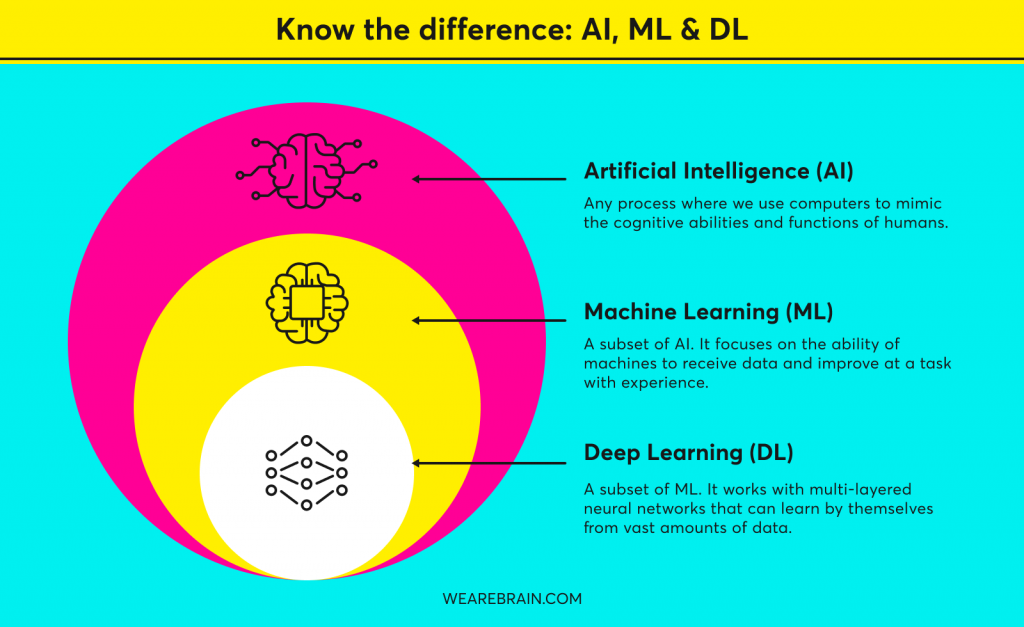 Know the difference: AI, ML & DL
Artificial Intelligence (AI)
Any process where we use computers to mimic
the cognitive abilities and functions of humans.
Machine Learning (ML)
A subset of AI. It focuses on the ability of
machines to receive data and improve at a task
with experience.
Deep Learning (DL)
A subset of ML. It works with multi-layered
neural networks that can learn by themselves
from vast amounts of data.
WEAREBRAIN.COM